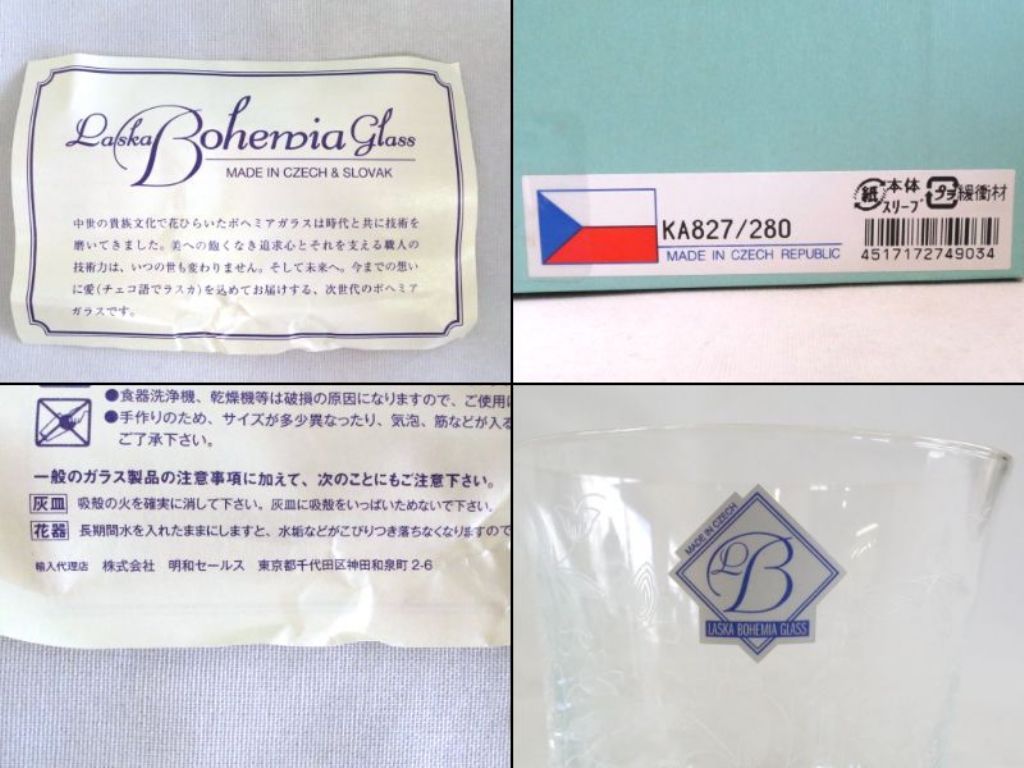 Laska Bohemia Glass
MADE IN CZECH & SLOVAK
中世の貴族文化で花ひらいたボヘミアガラスは時代と共に技術を
磨いてきました。美への飽くなき追求心とそれを支える職人の
技術力は、いつの世も変わりません。そして未来へ。今までの想い
に愛(チェコ語でラスカ)を込めてお届けする、次世代のボヘミア
ガラスです。
紙 本体
スリーブ
プラ 緩衝材
KA827/280
MADE IN CZECH REPUBLIC
4517172749034
●食器洗浄機、乾燥機等は破損の原因になりますので、ご使用
●手作りのため、サイズが多少異なったり、気泡、筋などが入る
ご了承下さい。
一般のガラス製品の注意事項に加えて、次のことにもご注意下さい。
灰皿 吸殻の火を確実に消して下さい。灰皿に吸殻をいっぱいためないで下さい。
花器 長期間水を入れたままにしますと、水垢などがこびりつき落ちなくなりますので
輸入代理店 株式会社 明和セールス 東京都千代田区神田和泉町2-6
MADE IN CZECH
LB
LASKA BOHEMIA GLASS